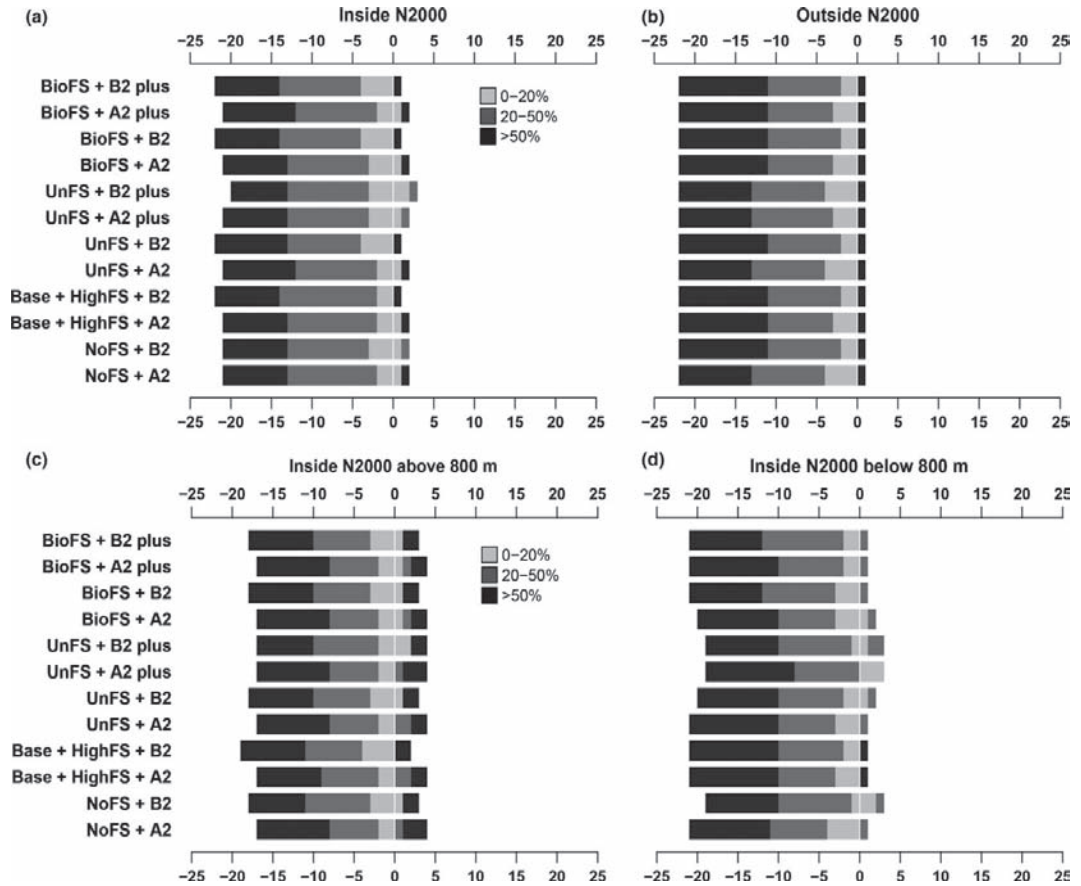 (a) Inside N2000
−25 −20 −15 −10 −5 0 5 10 15 20 25
BioFS + B2 plus
BioFS + A2 plus
BioFS + B2
BioFS + A2
UnFS + B2 plus
UnFS + A2 plus
UnFS + B2
UnFS + A2
Base + HighFS + B2
Base + HighFS + A2
NoFS + B2
NoFS + A2
0−20%
20−50%
>50%
−25 −20 −15 −10 −5 0 5 10 15 20 25
(b) Outside N2000
−25 −20 −15 −10 −5 0 5 10 15 20 25
−25 −20 −15 −10 −5 0 5 10 15 20 25
(c) Inside N2000 above 800 m
−25 −20 −15 −10 −5 0 5 10 15 20 25
BioFS + B2 plus
BioFS + A2 plus
BioFS + B2
BioFS + A2
UnFS + B2 plus
UnFS + A2 plus
UnFS + B2
UnFS + A2
Base + HighFS + B2
Base + HighFS + A2
NoFS + B2
NoFS + A2
0−20%
20−50%
>50%
−25 −20 −15 −10 −5 0 5 10 15 20 25
(d) Inside N2000 below 800 m
−25 −20 −15 −10 −5 0 5 10 15 20 25
−25 −20 −15 −10 −5 0 5 10 15 20 25